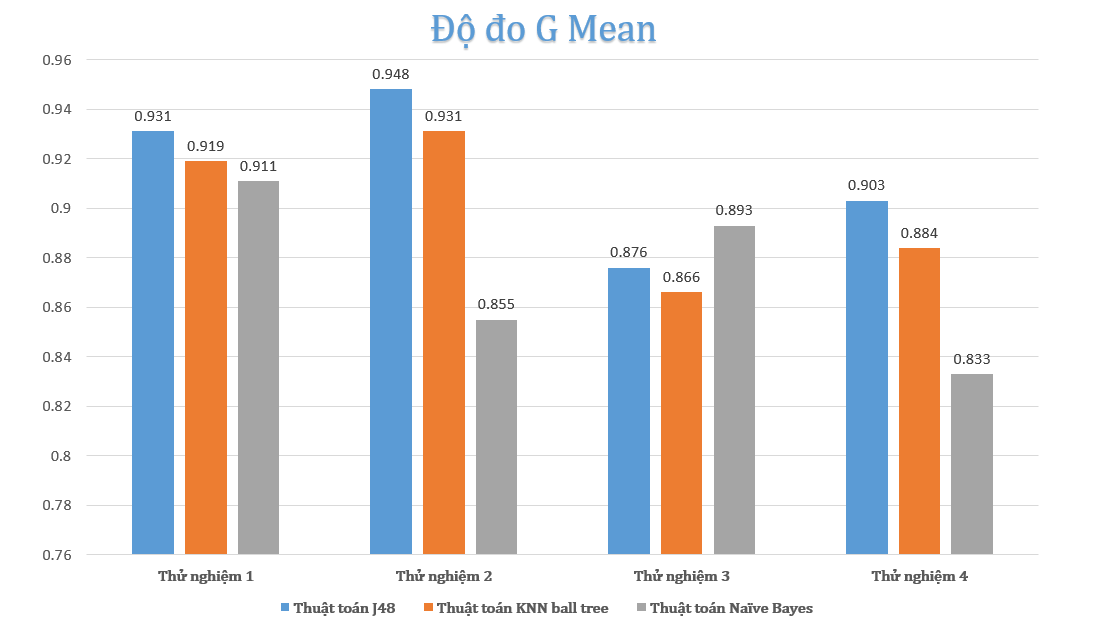 Độ đo G Mean
0.96
0.94
0.92
0.9
0.88
0.86
0.84
0.82
0.8
0.78
0.76
0.931
0.919
0.911
0.948
0.931
0.855
0.876
0.866
0.893
0.903
0.884
0.833
Thử nghiệm 1
Thử nghiệm 2
Thử nghiệm 3
Thử nghiệm 4
Thuật toán J48
Thuật toán KNN ball tree
Thuật toán Naïve Bayes